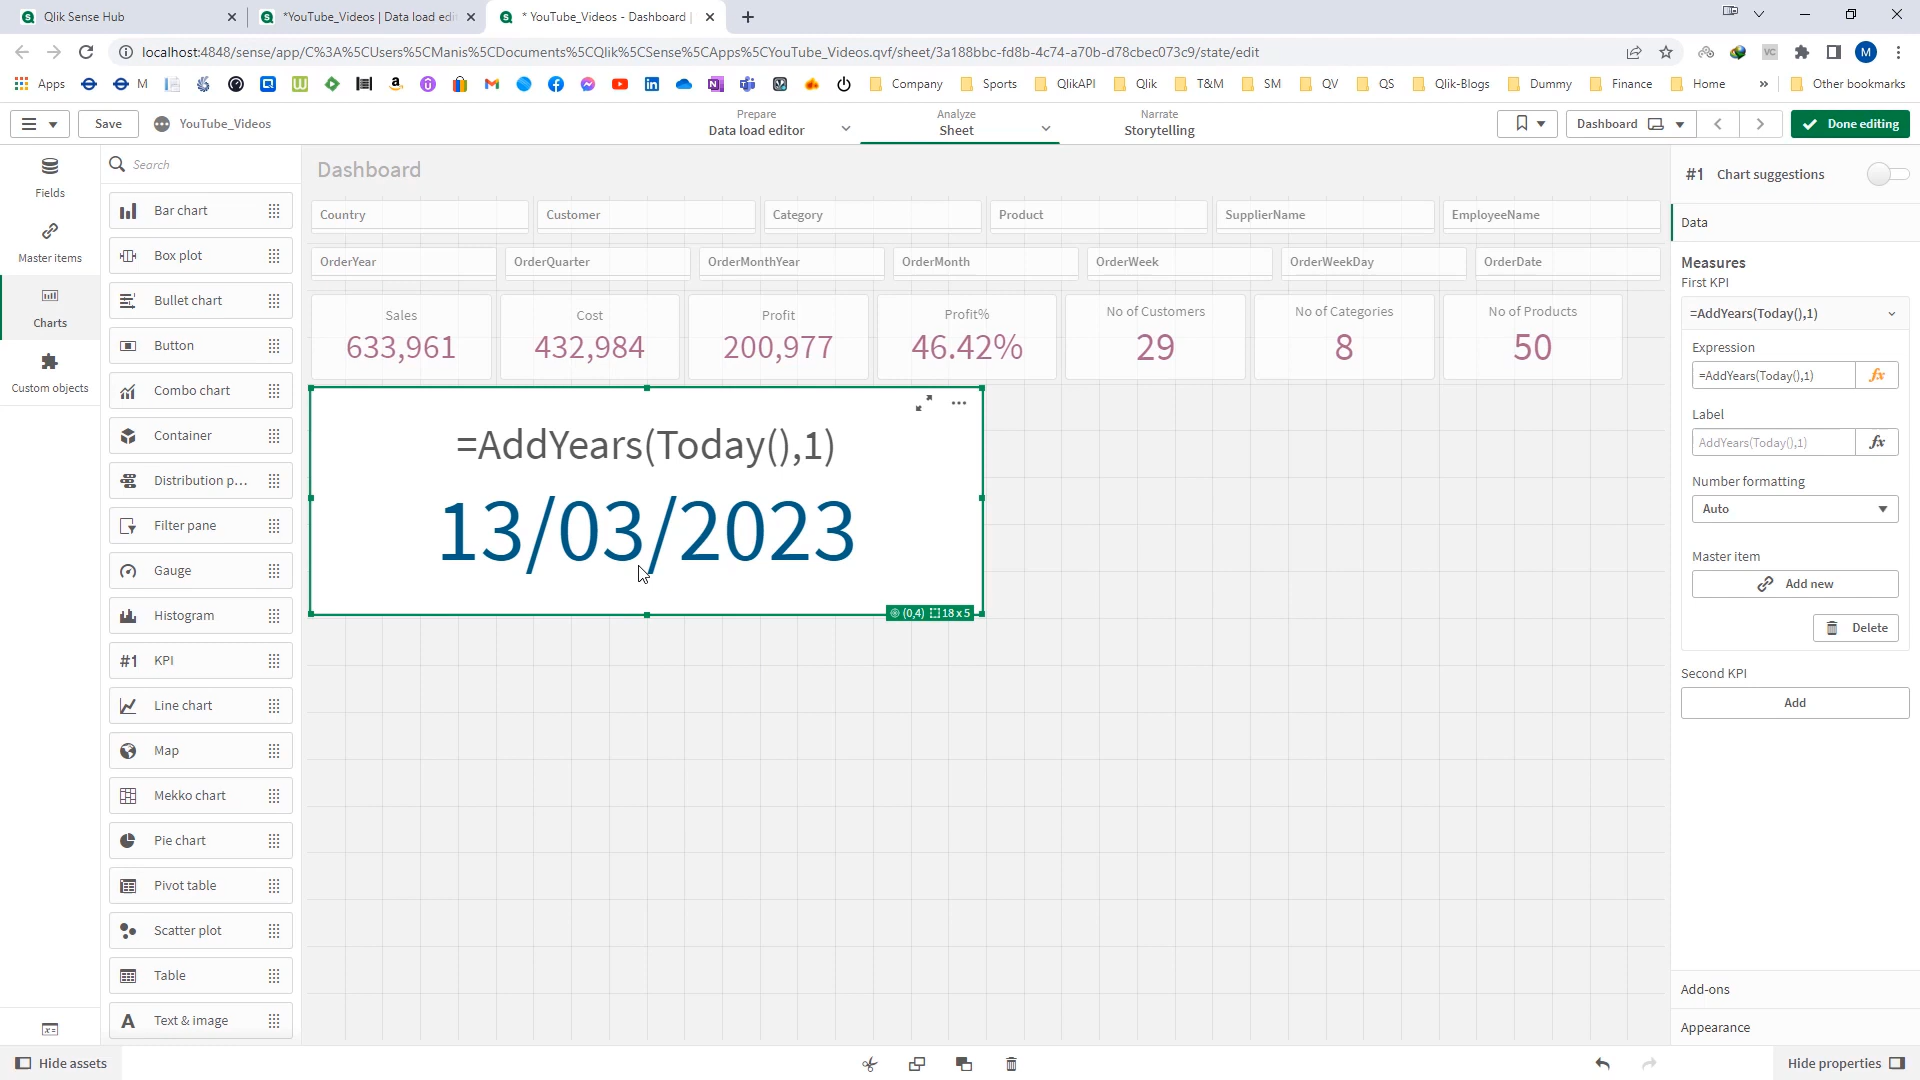 Qlik Sense Hub
*YouTube_Videos | Data load edi
* YouTube_Videos - Dashboard |
localhost:4848/sense/app/C%3A%5CUsers%5CManis%5CDocuments%5CQlik%5CSense%5CApps%5CYouTube_Videos.qvf/sheet/3a188bbc-fd8b-4c74-a70b-d78cbec073c9/state/edit
VC
M
Apps
M
Company
Sports
QlikAPI
Qlik
T&M
SM
QV
QS
Qlik-Blogs
Dummy
Finance
Home
»
Other bookmarks
Save
YouTube_Videos
Prepare
Data load editor
Analyze
Sheet
Narrate
Storytelling
Dashboard
Done editing
Fields
Master items
Charts
Custom objects
Search
Bar chart
Box plot
Bullet chart
Button
Combo chart
Container
Distribution p...
Filter pane
Gauge
Histogram
#1 KPI
Line chart
Map
Mekko chart
Pie chart
Pivot table
Scatter plot
Table
A Text & image
Dashboard
Country
Customer
Category
Product
SupplierName
EmployeeName
OrderYear
OrderQuarter
OrderMonthYear
OrderMonth
OrderWeek
OrderWeekDay
OrderDate
Sales
633,961
Cost
432,984
Profit
200,977
Profit%
46.42%
No of Customers
29
No of Categories
8
No of Products
50
=AddYears(Today(),1)
13/03/2023
(0,4) 18 x 5
#1 Chart suggestions
Data
Measures
First KPI
=AddYears(Today(),1)
Expression
=AddYears(Today(),1)
fx
Label
AddYears(Today(),1)
fx
Number formatting
Auto
Master item
Add new
Delete
Second KPI
Add
Add-ons
Appearance
Hide assets
Hide properties